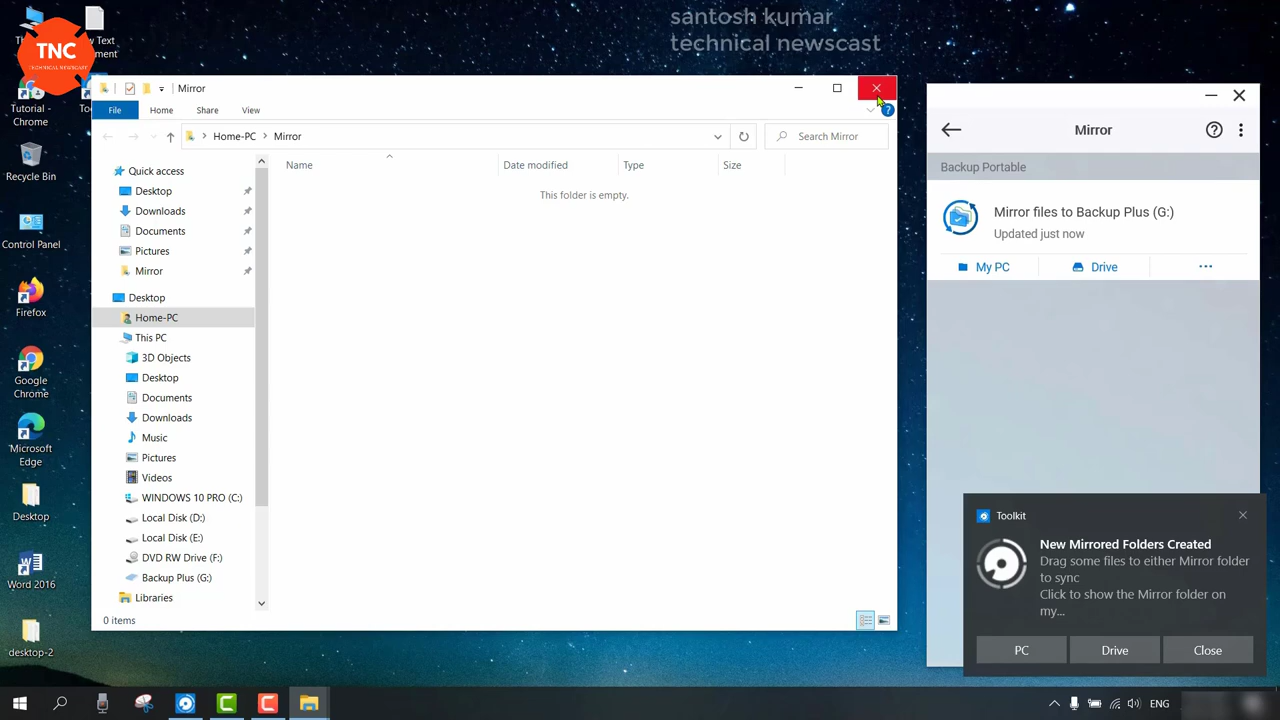 santosh kumar
technical newscast
TNC
TECHNICAL NEWSCAST
Tutorial -
Chrome
Recycle Bin
Control Panel
Firefox
Google
Chrome
Microsoft
Edge
Desktop
Word 2016
desktop-2
Mirror
File
Home
Share
View
?
Home-PC
Mirror
Search Mirror
Name
Date modified
Type
Size
This folder is empty.
Quick access
Desktop
Downloads
Documents
Pictures
Mirror
Desktop
Home-PC
This PC
3D Objects
Desktop
Documents
Downloads
Music
Pictures
Videos
WINDOWS 10 PRO (C:)
Local Disk (D:)
Local Disk (E:)
DVD RW Drive (F:)
Backup Plus (G:)
Libraries
0 items
Mirror
?
Backup Portable
Mirror files to Backup Plus (G:)
Updated just now
My PC
Drive
...
Toolkit
New Mirrored Folders Created
Drag some files to either Mirror folder
to sync
Click to show the Mirror folder on
my...
PC
Drive
Close
ENG